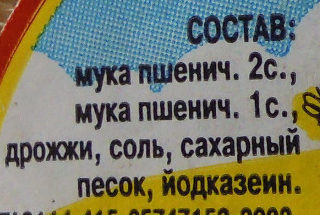 СОСТАВ:
мука пшенич. 2с.,
мука пшенич. 1с.,
дрожжи, соль, сахарный
песок, йодказеин.